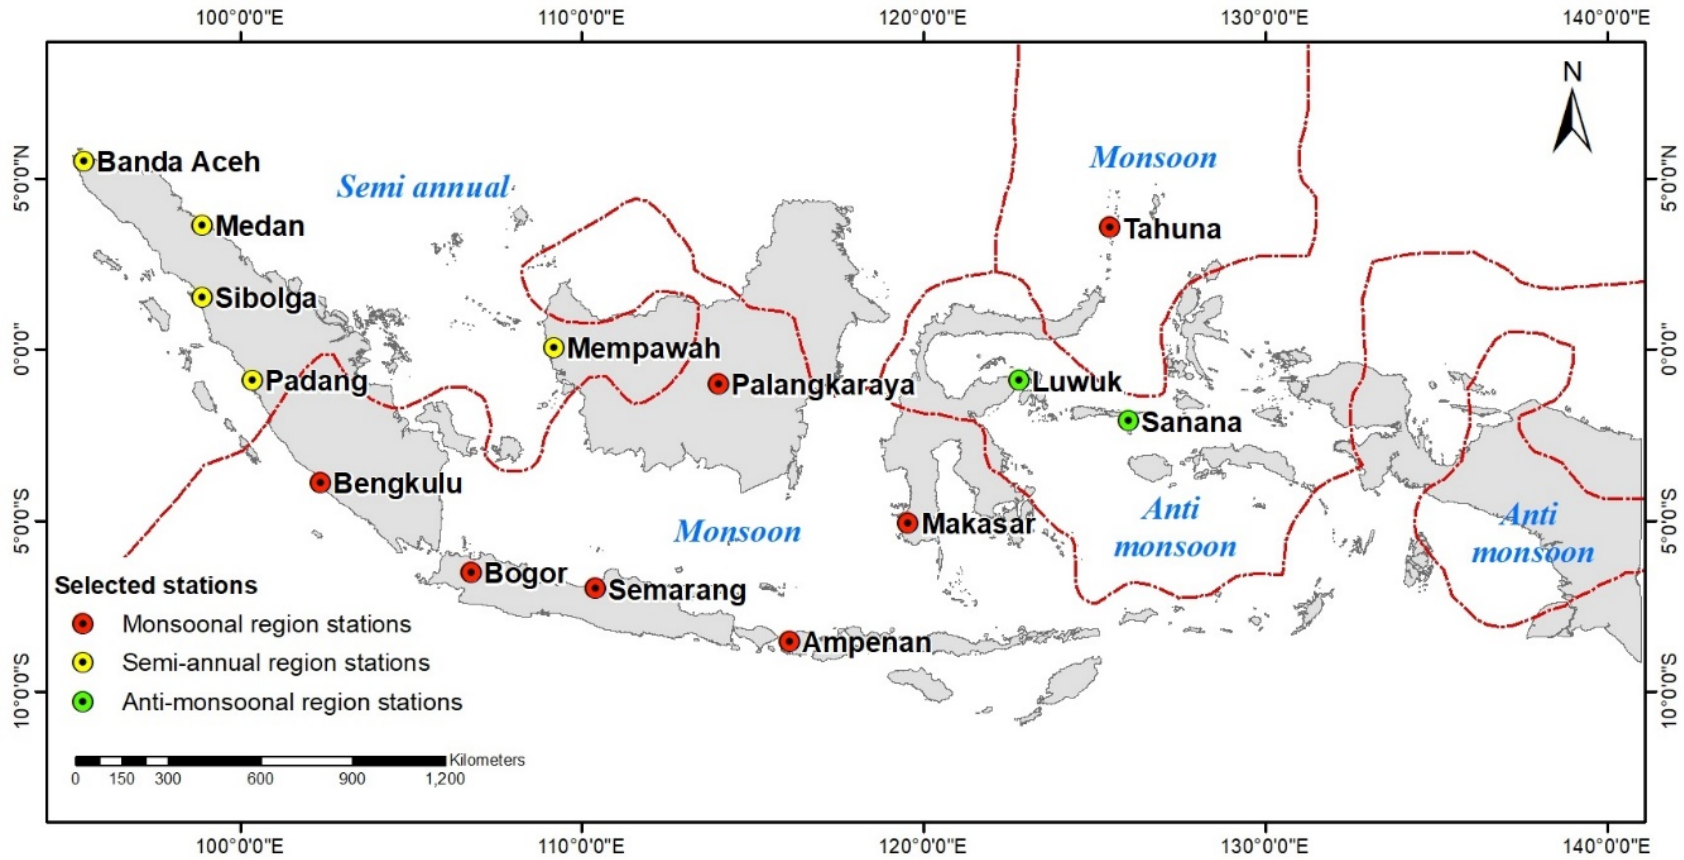 100°0'0"E 110°0'0"E 120°0'0"E 130°0'0"E 140°0'0"E
N
5°0'0"N
5°0'0"N
Banda Aceh
Semi annual
Monsoon
Medan
Tahuna
Sibolga
0°0'0"
0°0'0"
Mempawah
Padang
Palangkaraya
Luwuk
Sanana
Bengkulu
5°0'0"S
5°0'0"S
Monsoon
Makasar
Anti
monsoon
Anti
monsoon
Bogor
Semarang
Ampenan
Selected stations
Monsoonal region stations
Semi-annual region stations
Anti-monsoonal region stations
10°0'0"S
10°0'0"S
Kilometers
0 150 300 600 900 1,200
100°0'0"E 110°0'0"E 120°0'0"E 130°0'0"E 140°0'0"E